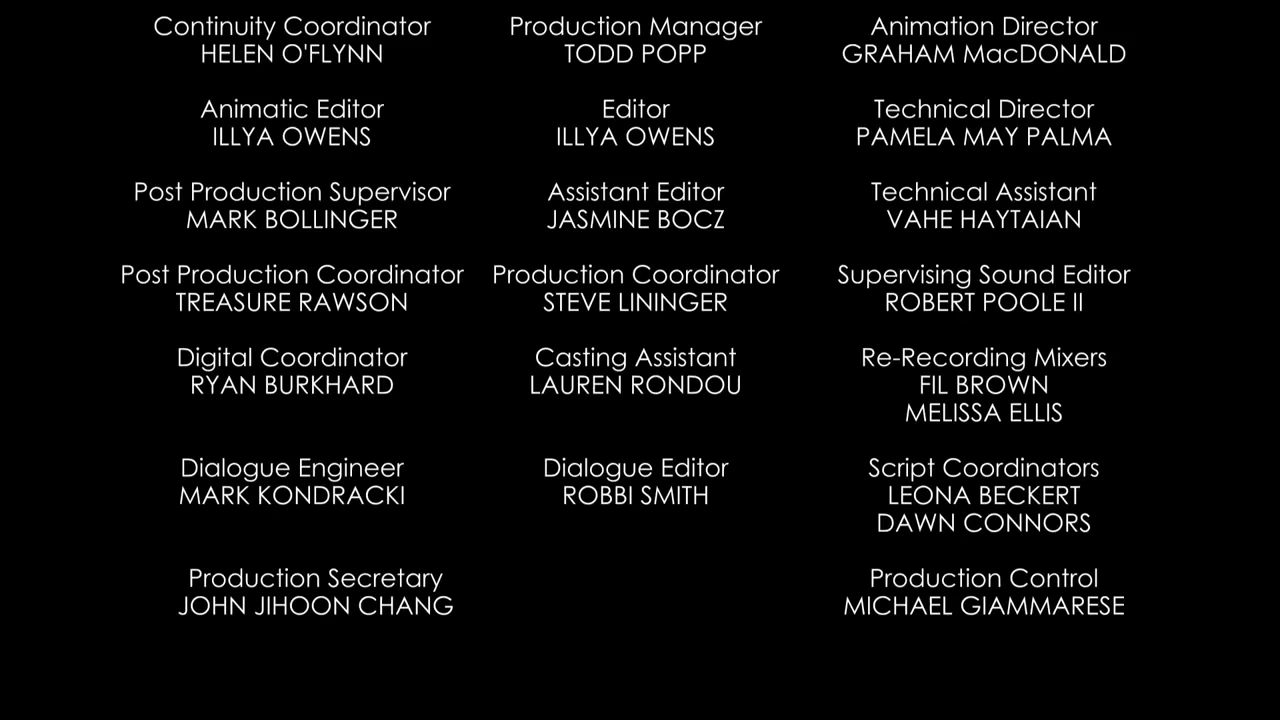 Continuity Coordinator
HELEN O'FLYNN
Production Manager
TODD POPP
Animation Director
GRAHAM MacDONALD
Animatic Editor
ILLYA OWENS
Editor
ILLYA OWENS
Technical Director
PAMELA MAY PALMA
Post Production Supervisor
MARK BOLLINGER
Assistant Editor
JASMINE BOCZ
Technical Assistant
VAHE HAYTAIAN
Post Production Coordinator
TREASURE RAWSON
Production Coordinator
STEVE LININGER
Supervising Sound Editor
ROBERT POOLE II
Digital Coordinator
RYAN BURKHARD
Casting Assistant
LAUREN RONDOU
Re-Recording Mixers
FIL BROWN
MELISSA ELLIS
Dialogue Engineer
MARK KONDRACKI
Dialogue Editor
ROBBI SMITH
Script Coordinators
LEONA BECKERT
DAWN CONNORS
Production Secretary
JOHN JIHOON CHANG
Production Control
MICHAEL GIAMMARESE